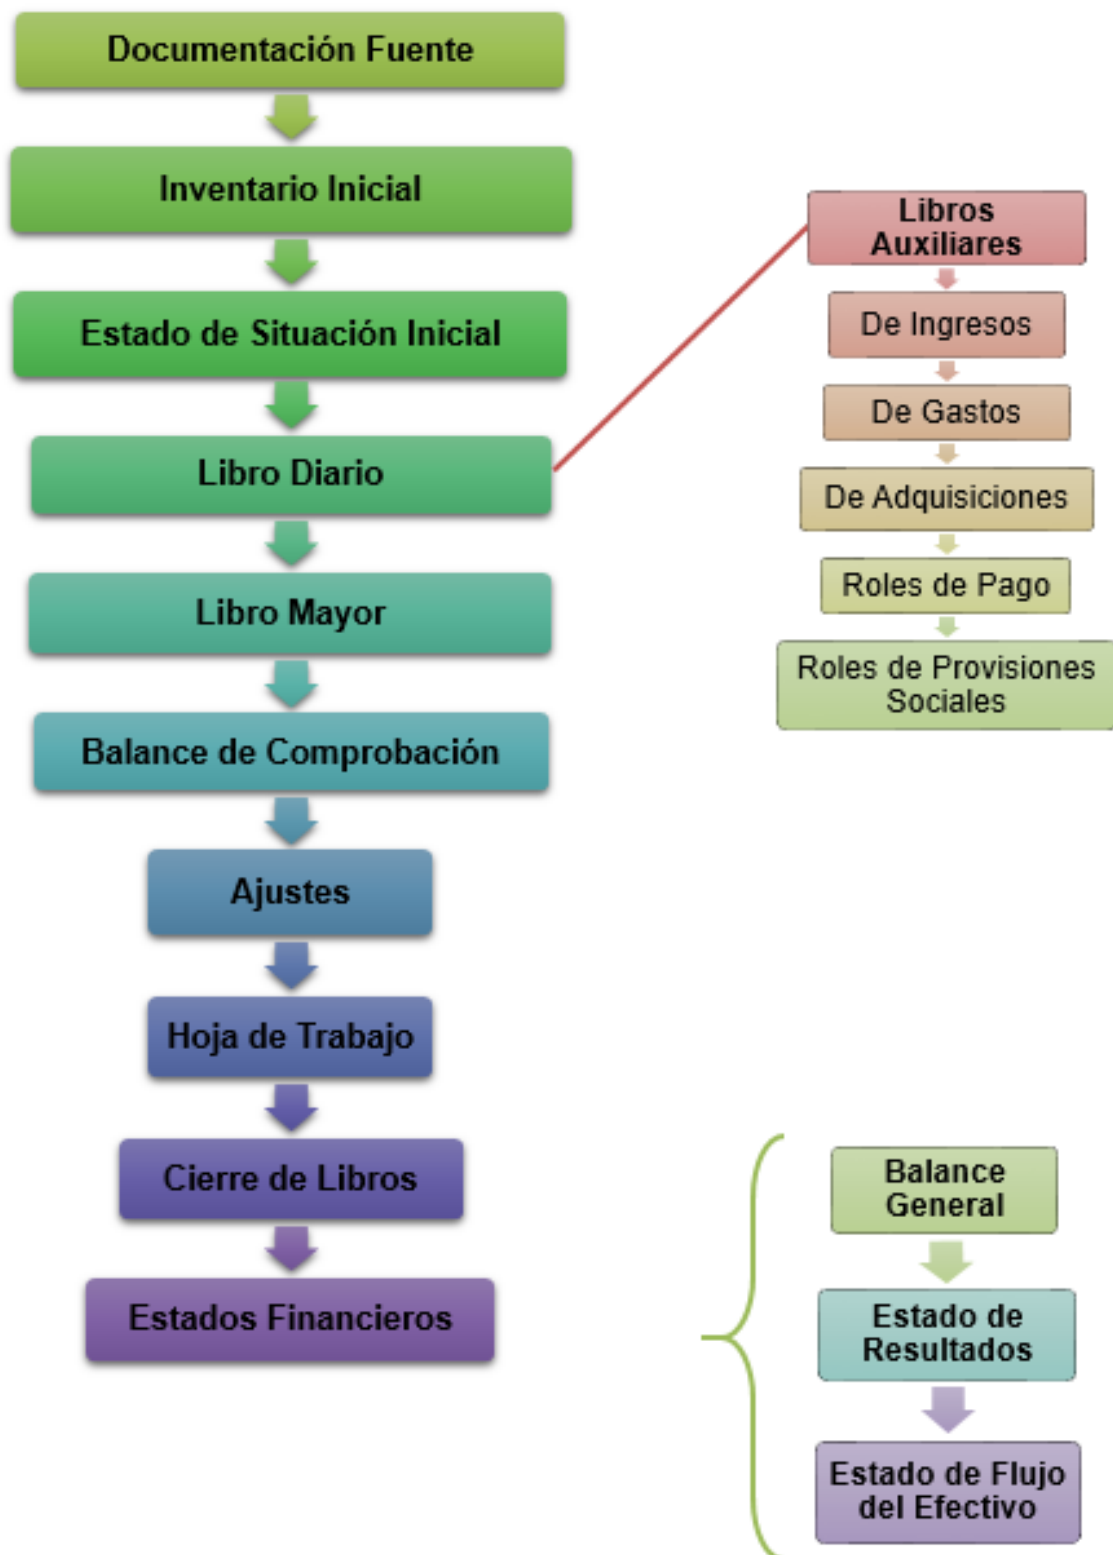 Documentación Fuente
Inventario Inicial
Estado de Situación Inicial
Libro Diario
Libro Mayor
Balance de Comprobación
Ajustes
Hoja de Trabajo
Cierre de Libros
Estados Financieros
Libros
Auxiliares
De Ingresos
De Gastos
De Adquisiciones
Roles de Pago
Roles de Provisiones
Sociales
Balance
General
Estado de
Resultados
Estado de Flujo
del Efectivo